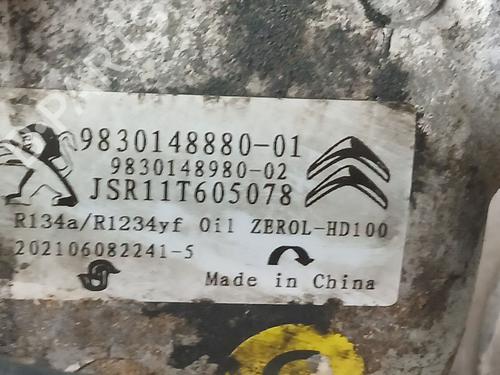 9830148880-01
9830148980-02
JSR11T605078
R134a/R1234yf Oil ZEROL-HD100
202106082241-5
Made in China